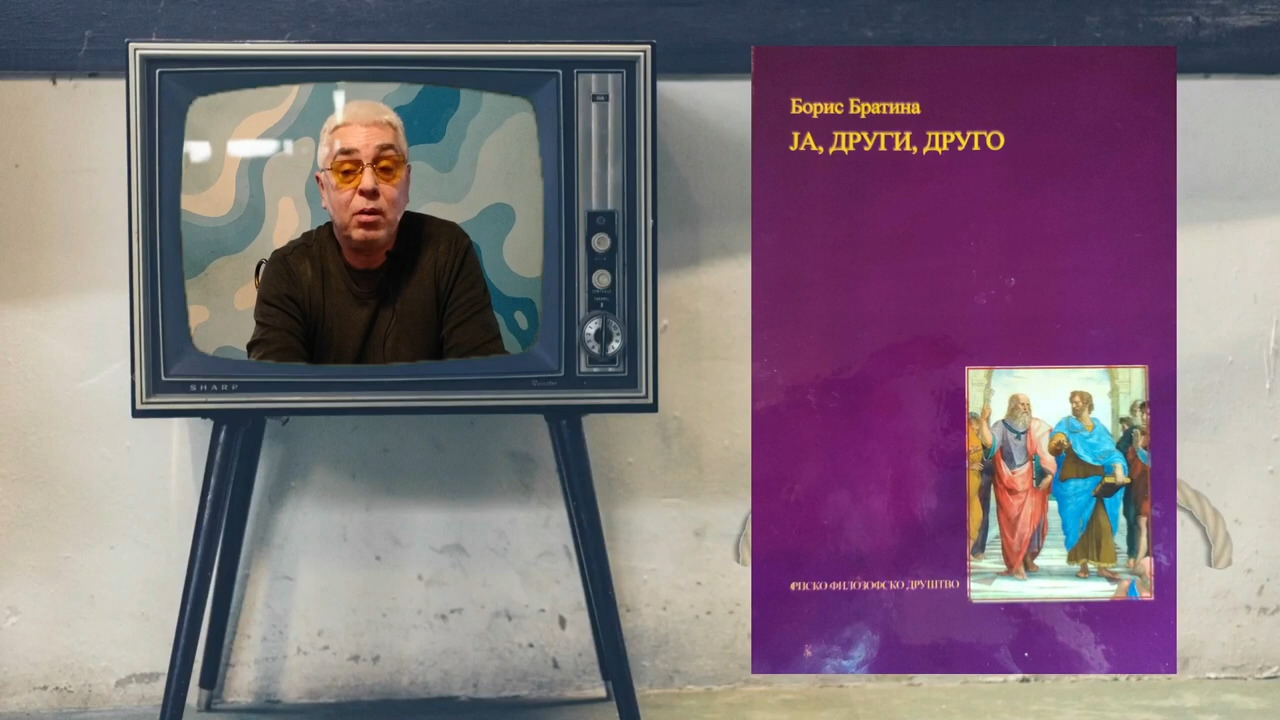 SHARP
Борис Братина
ЈА, ДРУГИ, ДРУГО
СРПСКО ФИЛОЗОФСКО ДРУШТВО